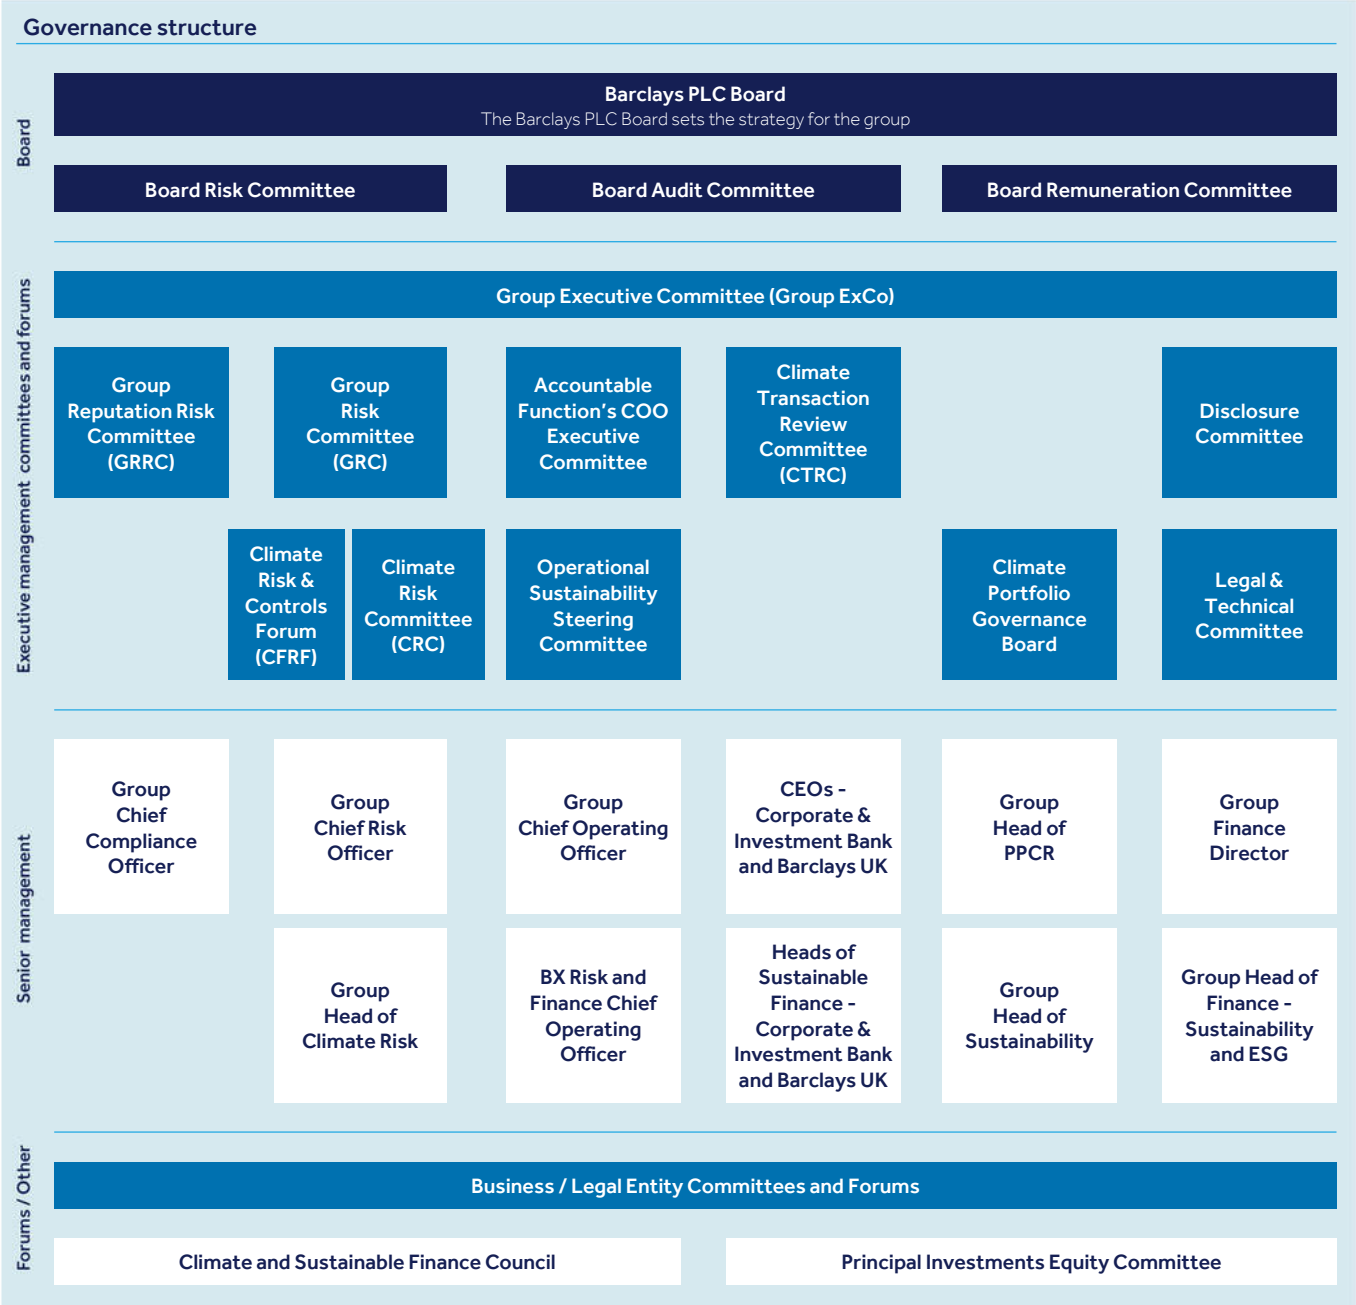 Governance structure
Board
Barclays PLC Board
The Barclays PLC Board sets the strategy for the group
Board Risk Committee
Board Audit Committee
Board Remuneration Committee
Executive management committees and forums
Group Executive Committee (Group ExCo)
Group
Reputation Risk
Committee
(GRRC)
Group
Risk
Committee
(GRC)
Accountable
Function's COO
Executive
Committee
Climate
Transaction
Review
Committee
(CTRC)
Disclosure
Committee
Climate
Risk &
Controls
Forum
(CFRF)
Climate
Risk
Committee
(CRC)
Operational
Sustainability
Steering
Committee
Climate
Portfolio
Governance
Board
Legal &
Technical
Committee
Senior management
Group
Chief
Compliance
Officer
Group
Chief Risk
Officer
Group
Chief Operating
Officer
CEOs -
Corporate &
Investment Bank
and Barclays UK
Group
Head of
PPCR
Group
Finance
Director
Group
Head of
Climate Risk
BX Risk and
Finance Chief
Operating
Officer
Heads of
Sustainable
Finance -
Corporate &
Investment Bank
and Barclays UK
Group
Head of
Sustainability
Group Head of
Finance -
Sustainability
and ESG
Forums / Other
Business / Legal Entity Committees and Forums
Climate and Sustainable Finance Council
Principal Investments Equity Committee